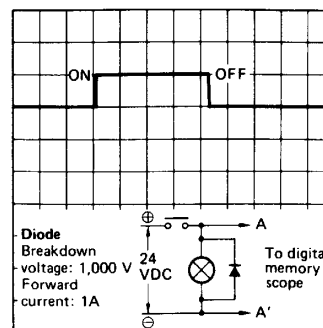 ON
OFF
⊕
A
Diode
Breakdown
voltage: 1,000 V
Forward
current: 1A
24
VDC
To digital
memory
scope
A'
⊖